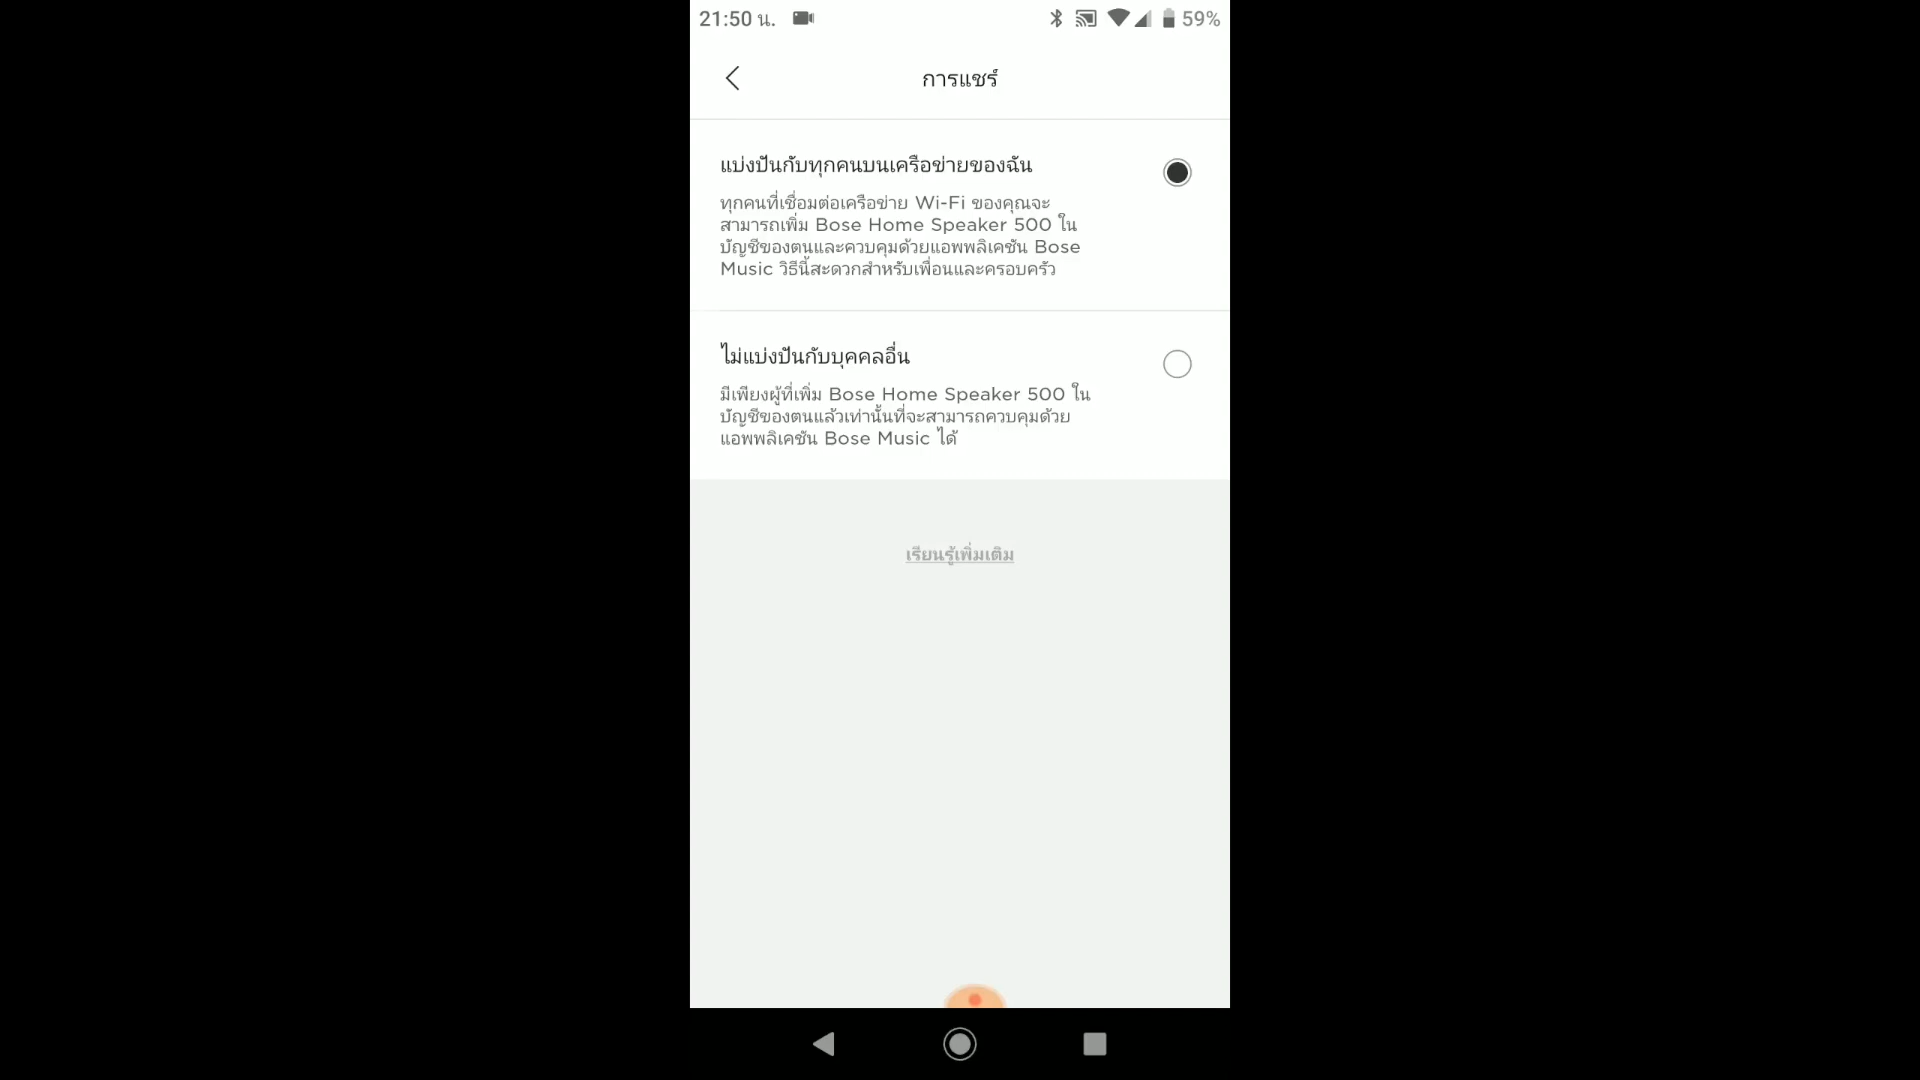 21:50 น.
59%
การแชร์
แบ่งปันกับทุกคนบนเครือข่ายของฉัน
ทุกคนที่เชื่อมต่อเครือข่าย Wi-Fi ของคุณจะ
สามารถเพิ่ม Bose Home Speaker 500 ใน
บัญชีของตนและควบคุมด้วยแอพพลิเคชัน Bose
Music วิธีนี้สะดวกสำหรับเพื่อนและครอบครัว
ไม่แบ่งปันกับบุคคลอื่น
มีเพียงผู้ที่เพิ่ม Bose Home Speaker 500 ใน
บัญชีของตนแล้วเท่านั้นที่จะสามารถควบคุมด้วย
แอพพลิเคชัน Bose Music ได้
เรียนรู้เพิ่มเติม